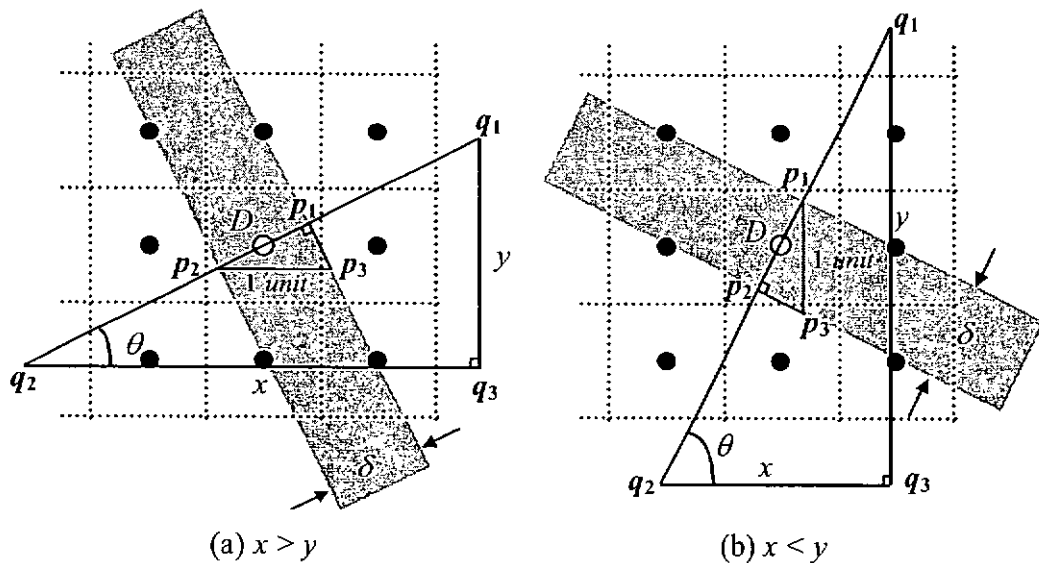 q1
q1
p1
p1
D
y
y
D
p2
p3
1 unit
1 unit
p2
p3
δ
θ
q2
x
q3
θ
δ
q2
x
q3
(a) x > y
(b) x < y